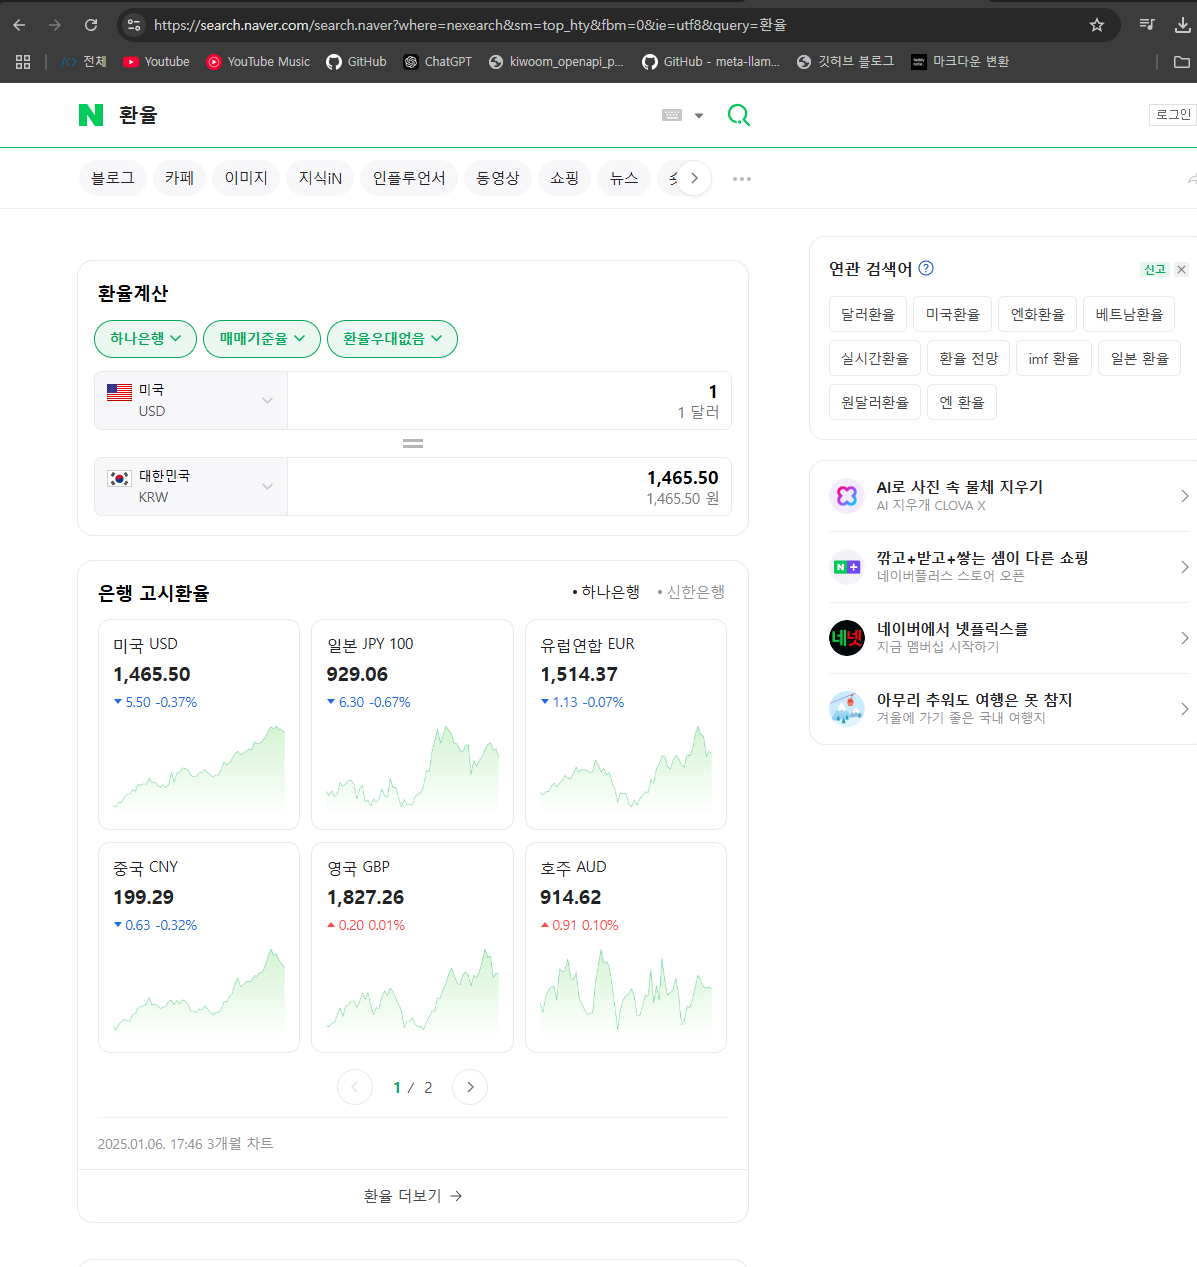 https://search.naver.com/search.naver?where=nexearch&sm=top_hty&fbm=0&ie=utf8&query=환율
전체 Youtube YouTube Music GitHub ChatGPT kiwoom_openapi_p... GitHub - meta-llam... 깃허브 블로그 마크다운 변환
N 환율
로그인
블로그 카페 이미지 지식iN 인플루언서 동영상 쇼핑 뉴스
환율계산
하나은행 매매기준율 환율우대없음
미국
USD
1
1 달러
대한민국
KRW
1,465.50
1,465.50 원
은행 고시환율
하나은행 신한은행
미국 USD
1,465.50
▼ 5.50 -0.37%
일본 JPY 100
929.06
▼ 6.30 -0.67%
유럽연합 EUR
1,514.37
▼ 1.13 -0.07%
중국 CNY
199.29
▼ 0.63 -0.32%
영국 GBP
1,827.26
▲ 0.20 0.01%
호주 AUD
914.62
▲ 0.91 0.10%
1 / 2
2025.01.06. 17:46 3개월 차트
환율 더보기 →
연관 검색어
신고
달러환율 미국환율 엔화환율 베트남환율
실시간환율 환율 전망 imf 환율 일본 환율
원달러환율 엔 환율
AI로 사진 속 물체 지우기
AI 지우개 CLOVA X
N+
깎고+받고+쌓는 셈이 다른 쇼핑
네이버플러스 스토어 오픈
네넷
네이버에서 넷플릭스를
지금 멤버십 시작하기
아무리 추워도 여행은 못 참지
겨울에 가기 좋은 국내 여행지